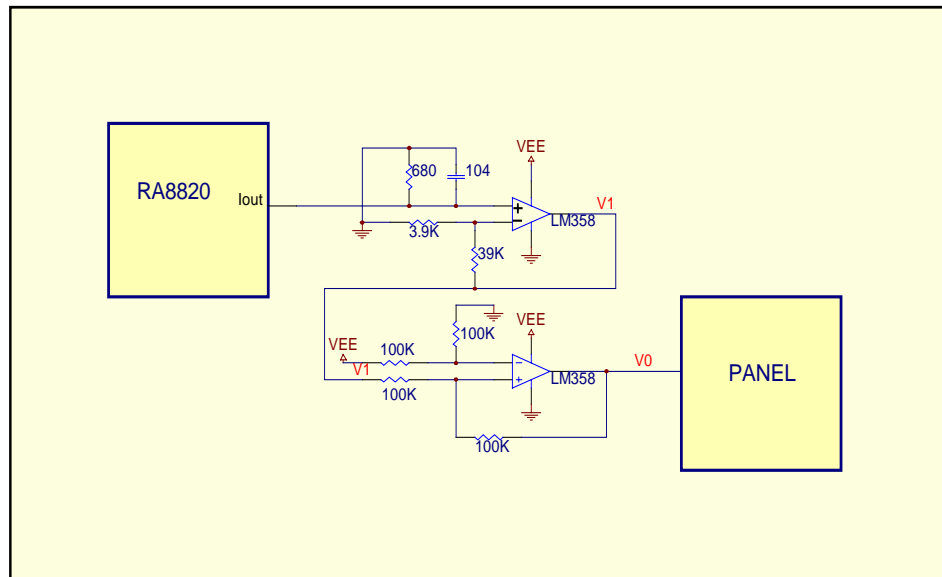 RA8820
Iout
680
104
VEE
+
-
LM358
V1
3.9K
39K
VEE
V1
100K
100K
100K
VEE
-
+
LM358
100K
V0
PANEL